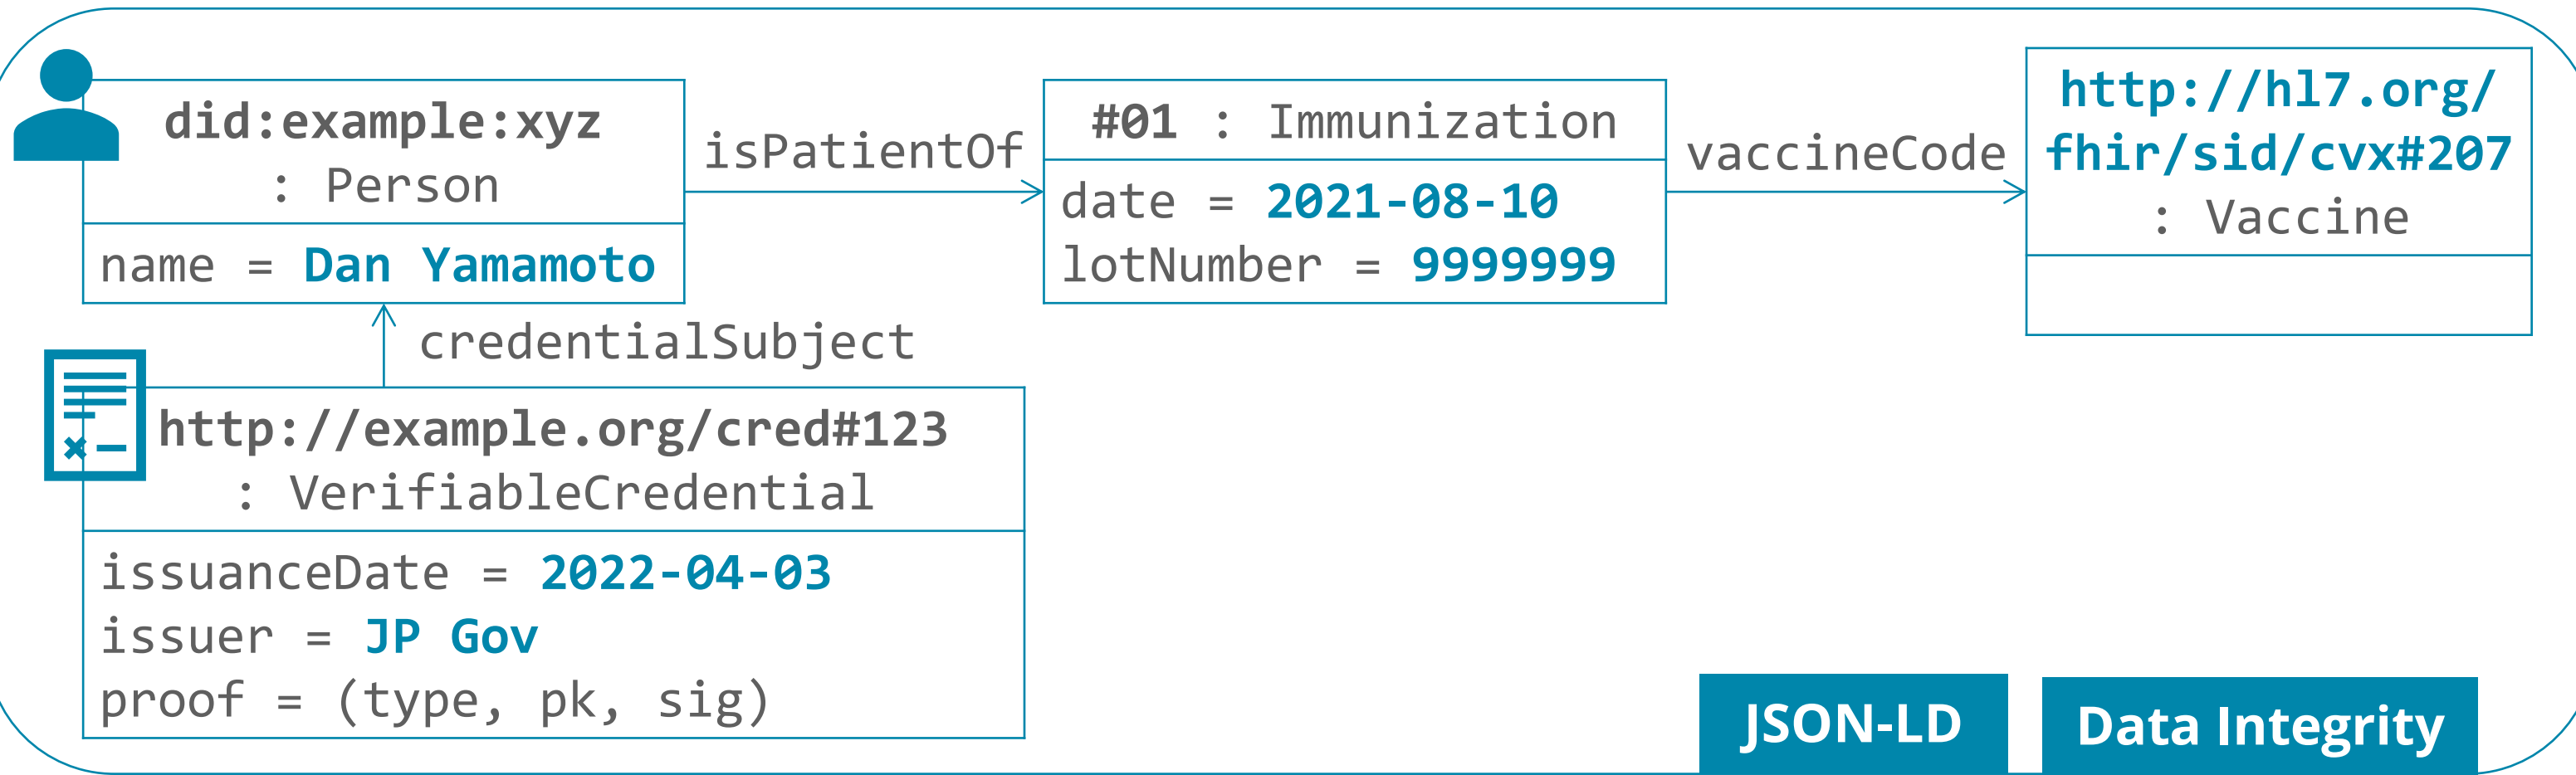 did:example:xyz
: Person
name = Dan Yamamoto
isPatientOf
#01 : Immunization
date = 2021-08-10
lotNumber = 9999999
vaccineCode
http://hl7.org/
fhir/sid/cvx#207
: Vaccine
credentialSubject
http://example.org/cred#123
: VerifiableCredential
issuanceDate = 2022-04-03
issuer = JP Gov
proof = (type, pk, sig)
JSON-LD
Data Integrity